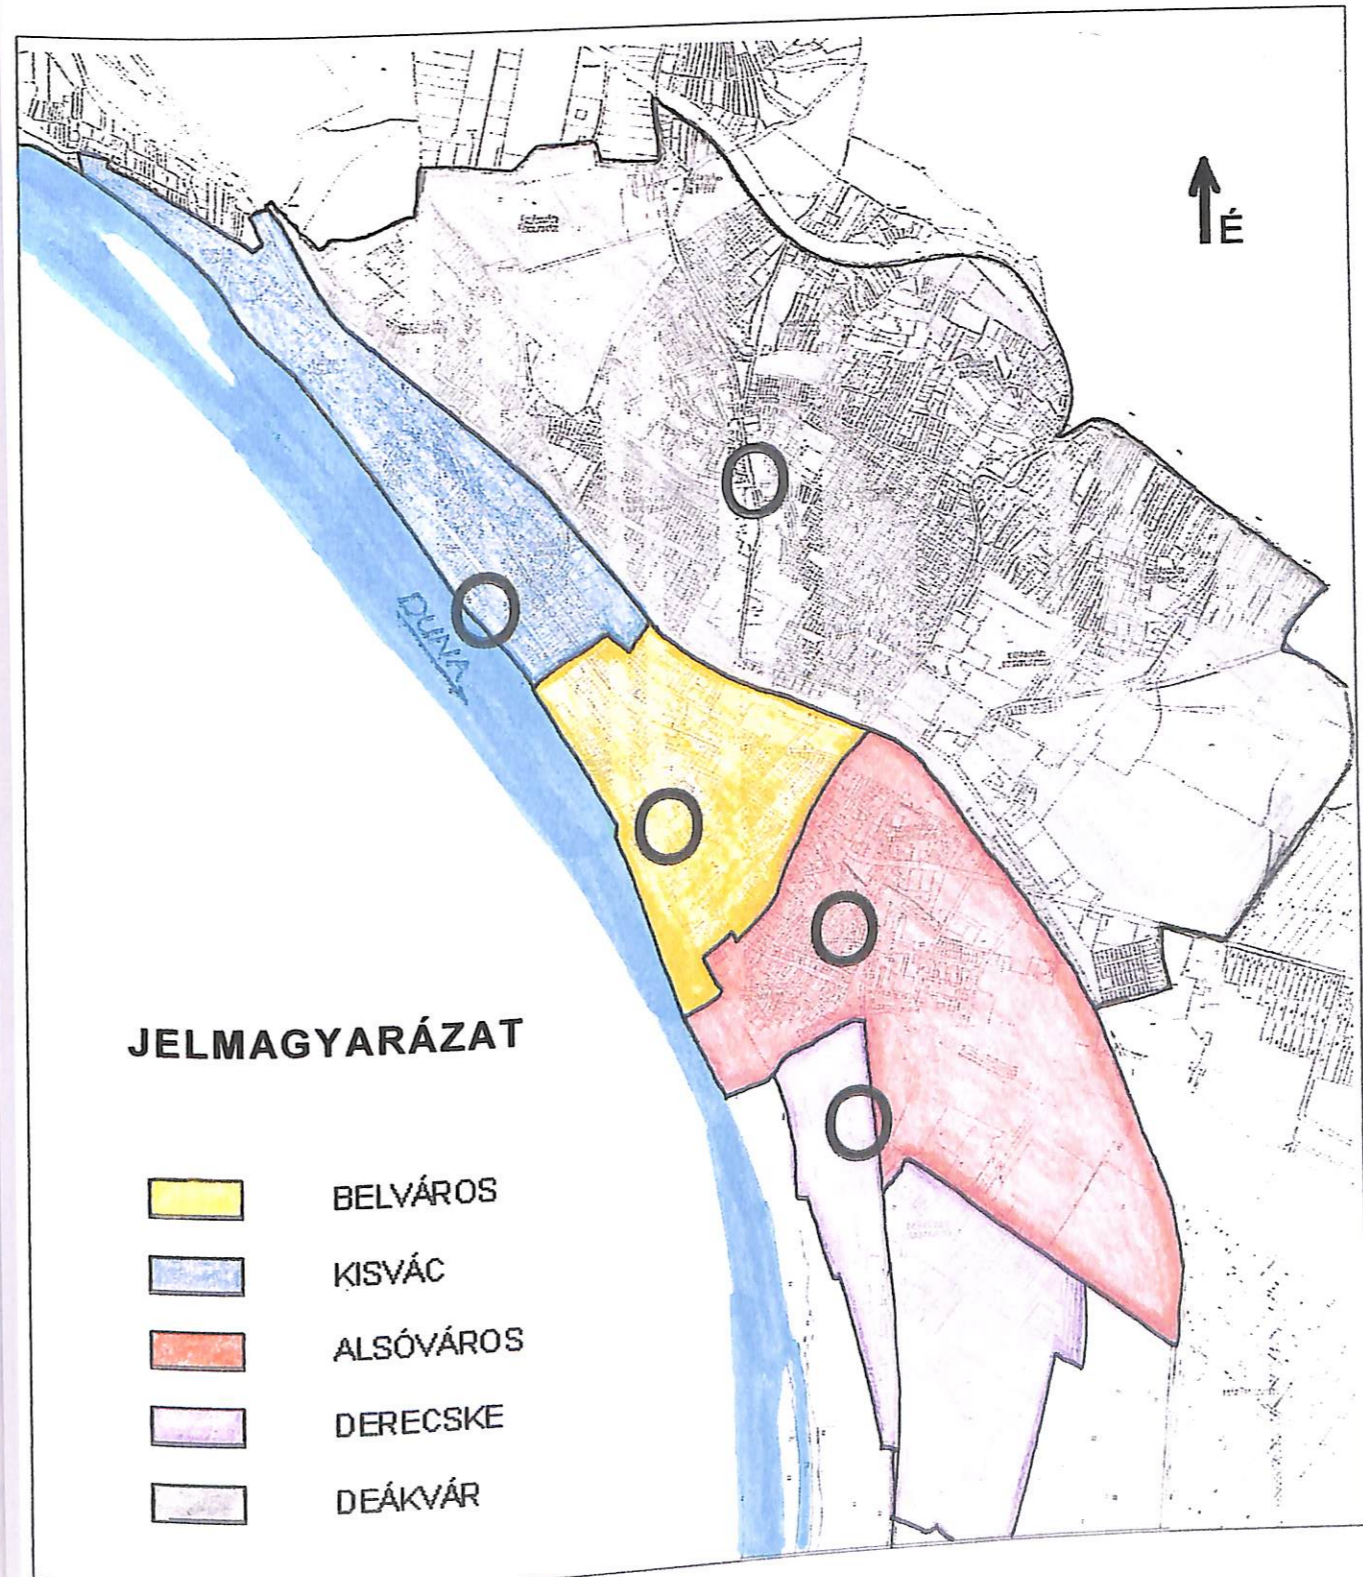 É
DUNA
JELMAGYARÁZAT
BELVÁROS
KISVÁC
ALSÓVÁROS
DERECSKE
DEÁKVÁR